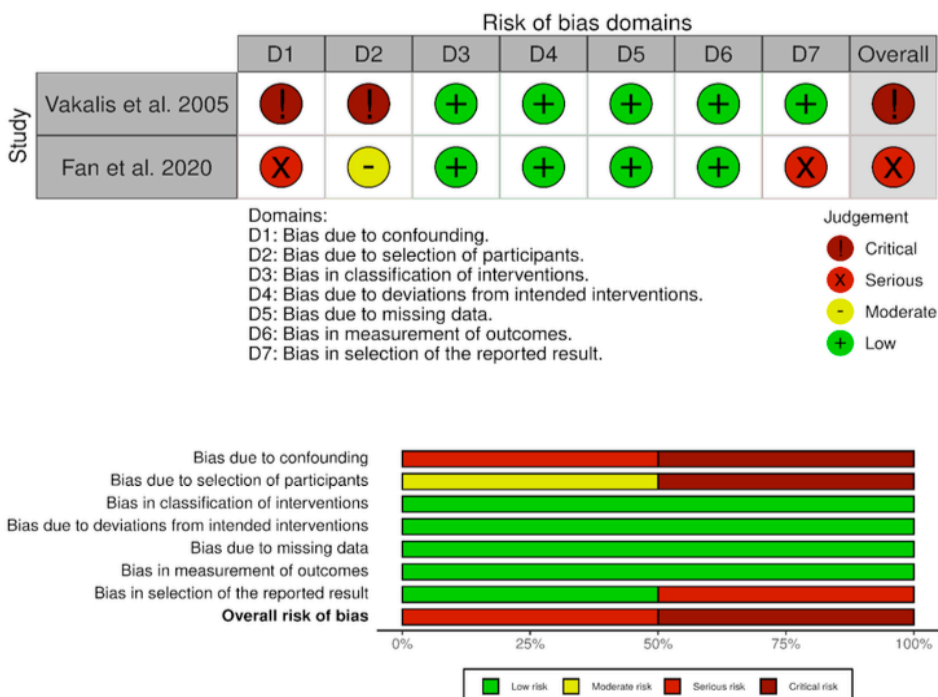 Risk of bias domains
D1 D2 D3 D4 D5 D6 D7 Overall
Study
Vakalis et al. 2005 ! ! + + + + + !
Fan et al. 2020 X - + + + + X X
Domains:
D1: Bias due to confounding.
D2: Bias due to selection of participants.
D3: Bias in classification of interventions.
D4: Bias due to deviations from intended interventions.
D5: Bias due to missing data.
D6: Bias in measurement of outcomes.
D7: Bias in selection of the reported result.
Judgement
! Critical
X Serious
- Moderate
+ Low
Bias due to confounding
Bias due to selection of participants
Bias in classification of interventions
Bias due to deviations from intended interventions
Bias due to missing data
Bias in measurement of outcomes
Bias in selection of the reported result
Overall risk of bias
0% 25% 50% 75% 100%
Low risk Moderate risk Serious risk Critical risk